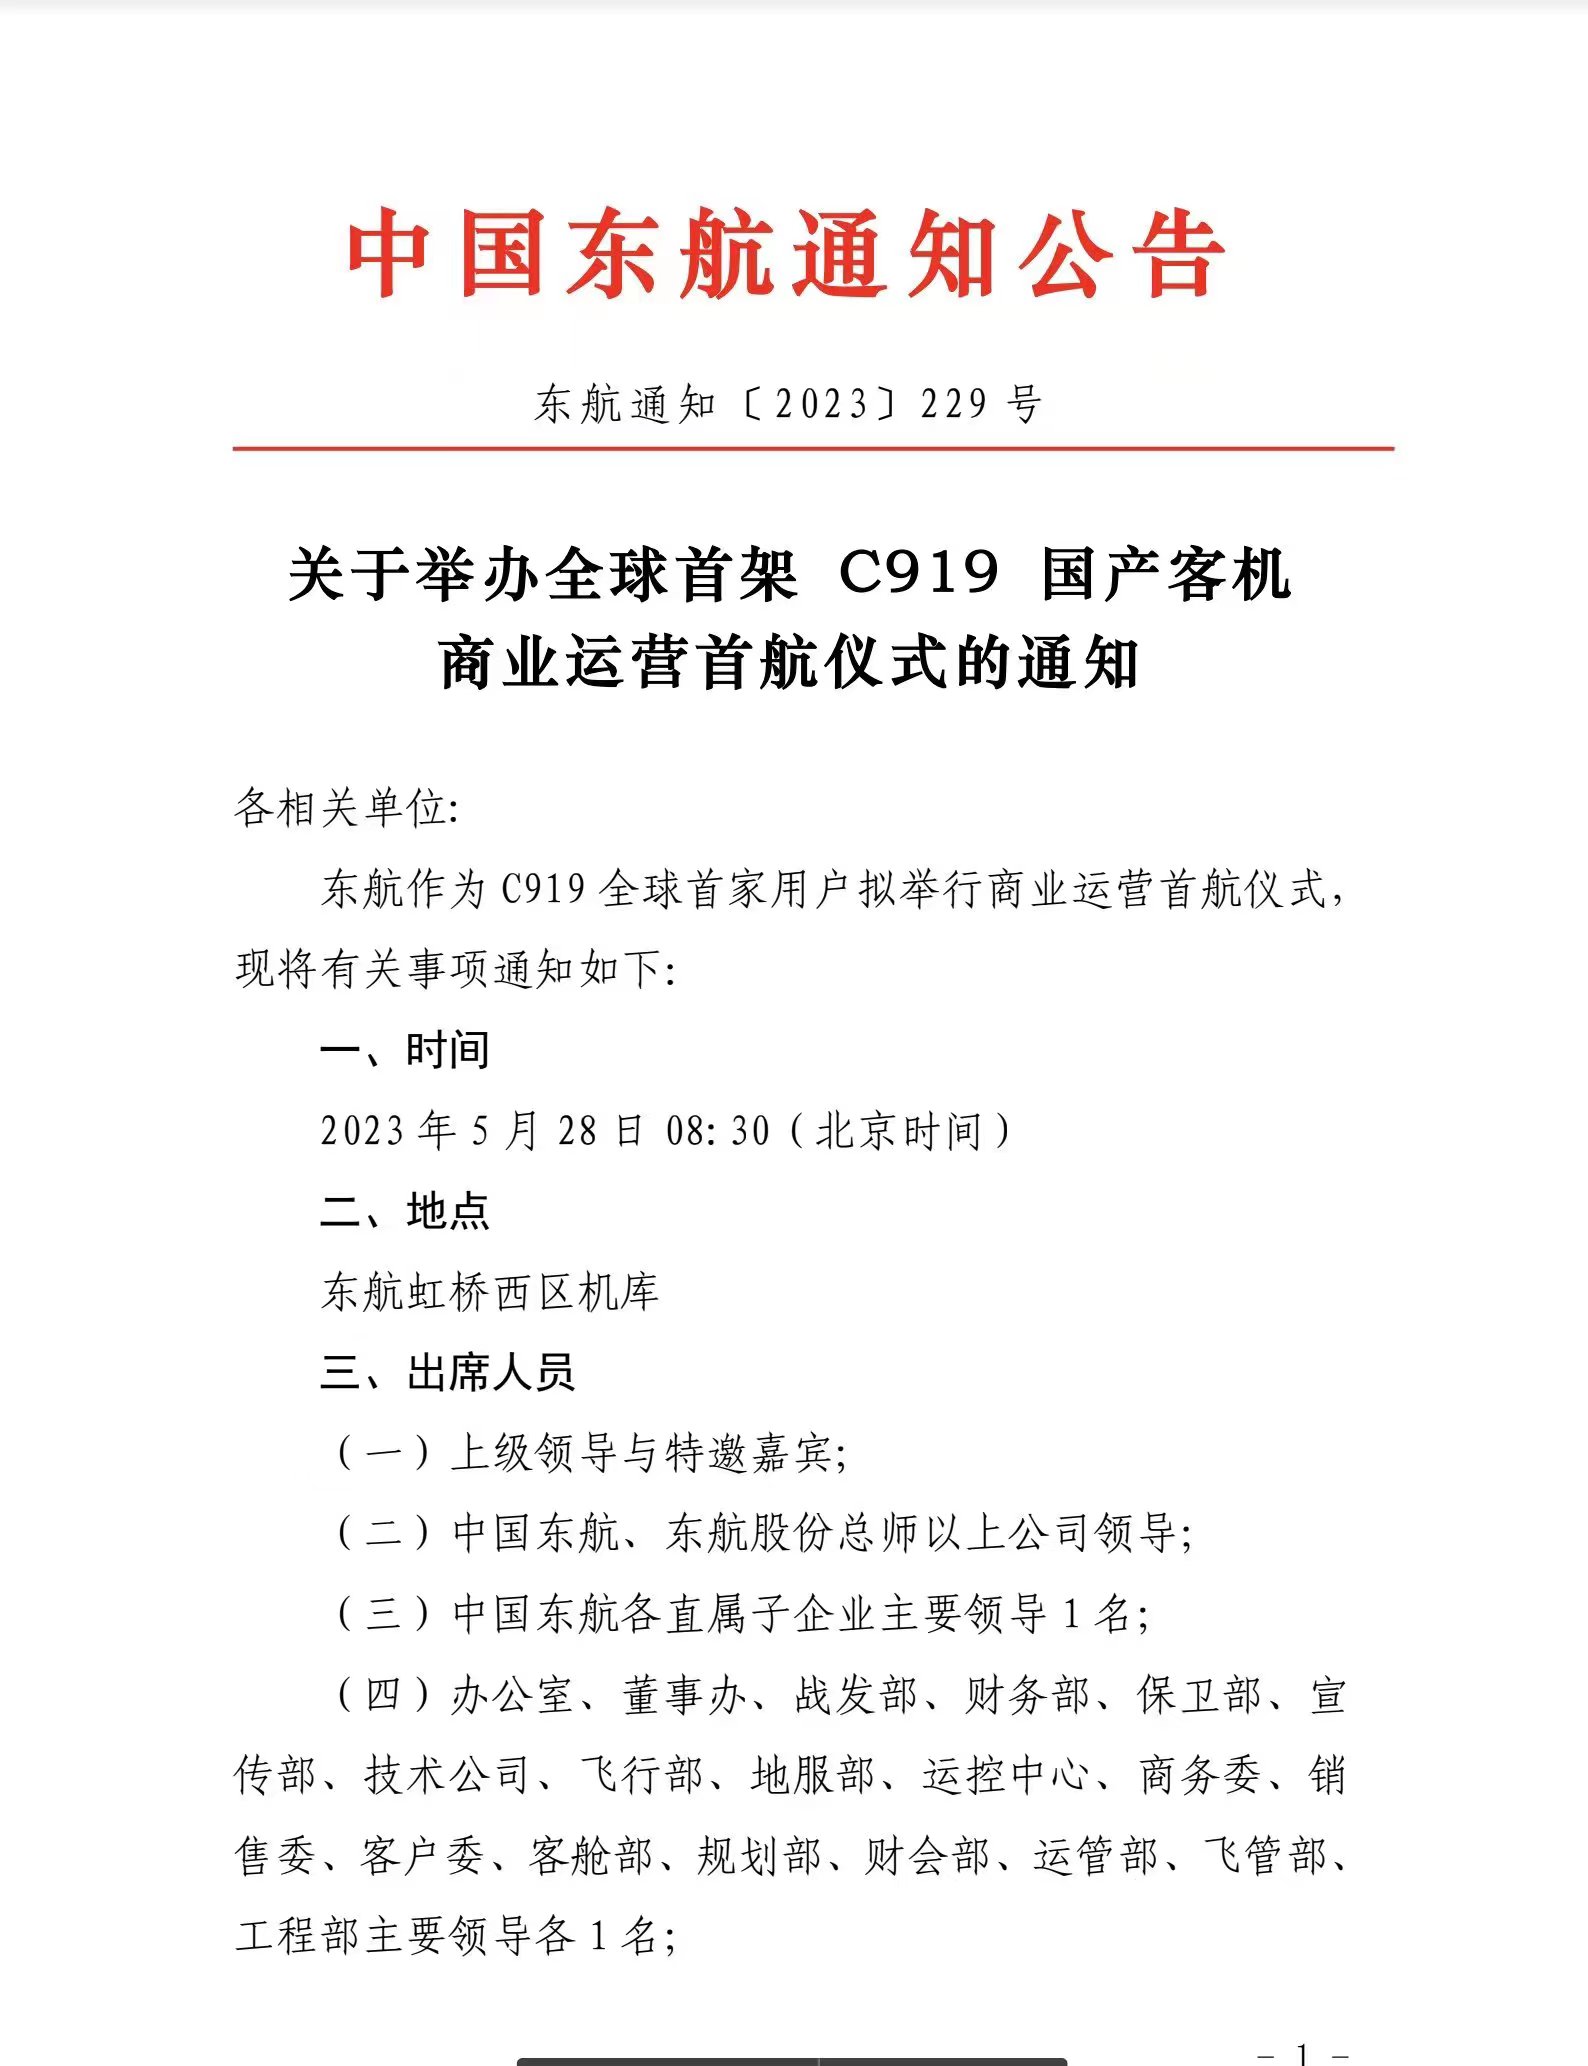 中国东航通知公告
东航通知〔2023〕229 号
关于举办全球首架 C919 国产客机
商业运营首航仪式的通知
各相关单位:
东航作为 C919 全球首家用户拟举行商业运营首航仪式,
现将有关事项通知如下:
一、时间
2023 年 5 月 28 日 08:30（北京时间）
二、地点
东航虹桥西区机库
三、出席人员
（一）上级领导与特邀嘉宾;
（二）中国东航、东航股份总师以上公司领导;
（三）中国东航各直属子企业主要领导 1 名;
（四）办公室、董事办、战发部、财务部、保卫部、宣
传部、技术公司、飞行部、地服部、运控中心、商务委、销
售委、客户委、客舱部、规划部、财会部、运管部、飞管部、
工程部主要领导各 1 名;
– 1 –